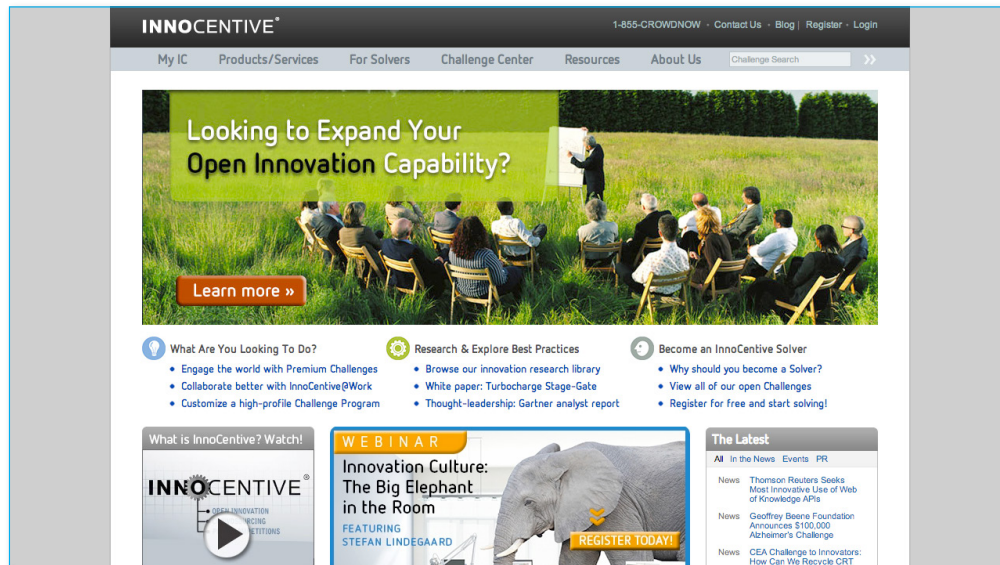 INNOCENTIVE®
1-855-CROWDNOW • Contact Us • Blog | Register • Login
My IC Products/Services For Solvers Challenge Center Resources About Us Challenge Search
Looking to Expand Your
Open Innovation Capability?
Learn more »
What Are You Looking To Do?
• Engage the world with Premium Challenges
• Collaborate better with InnoCentive@Work
• Customize a high-profile Challenge Program
Research & Explore Best Practices
• Browse our innovation research library
• White paper: Turbocharge Stage-Gate
• Thought-leadership: Gartner analyst report
Become an InnoCentive Solver
• Why should you become a Solver?
• View all of our open Challenges
• Register for free and start solving!
What is InnoCentive? Watch!
INNOCENTIVE®
OPEN INNOVATION
WEBINAR
Innovation Culture:
The Big Elephant
in the Room
FEATURING
STEFAN LINDEGAARD
REGISTER TODAY!
The Latest
All In the News Events PR
News Thomson Reuters Seeks
Most Innovative Use of Web
of Knowledge APIs
News Geoffrey Beene Foundation
Announces $100,000
Alzheimer's Challenge
News CEA Challenge to Innovators:
How Can We Recycle CRT